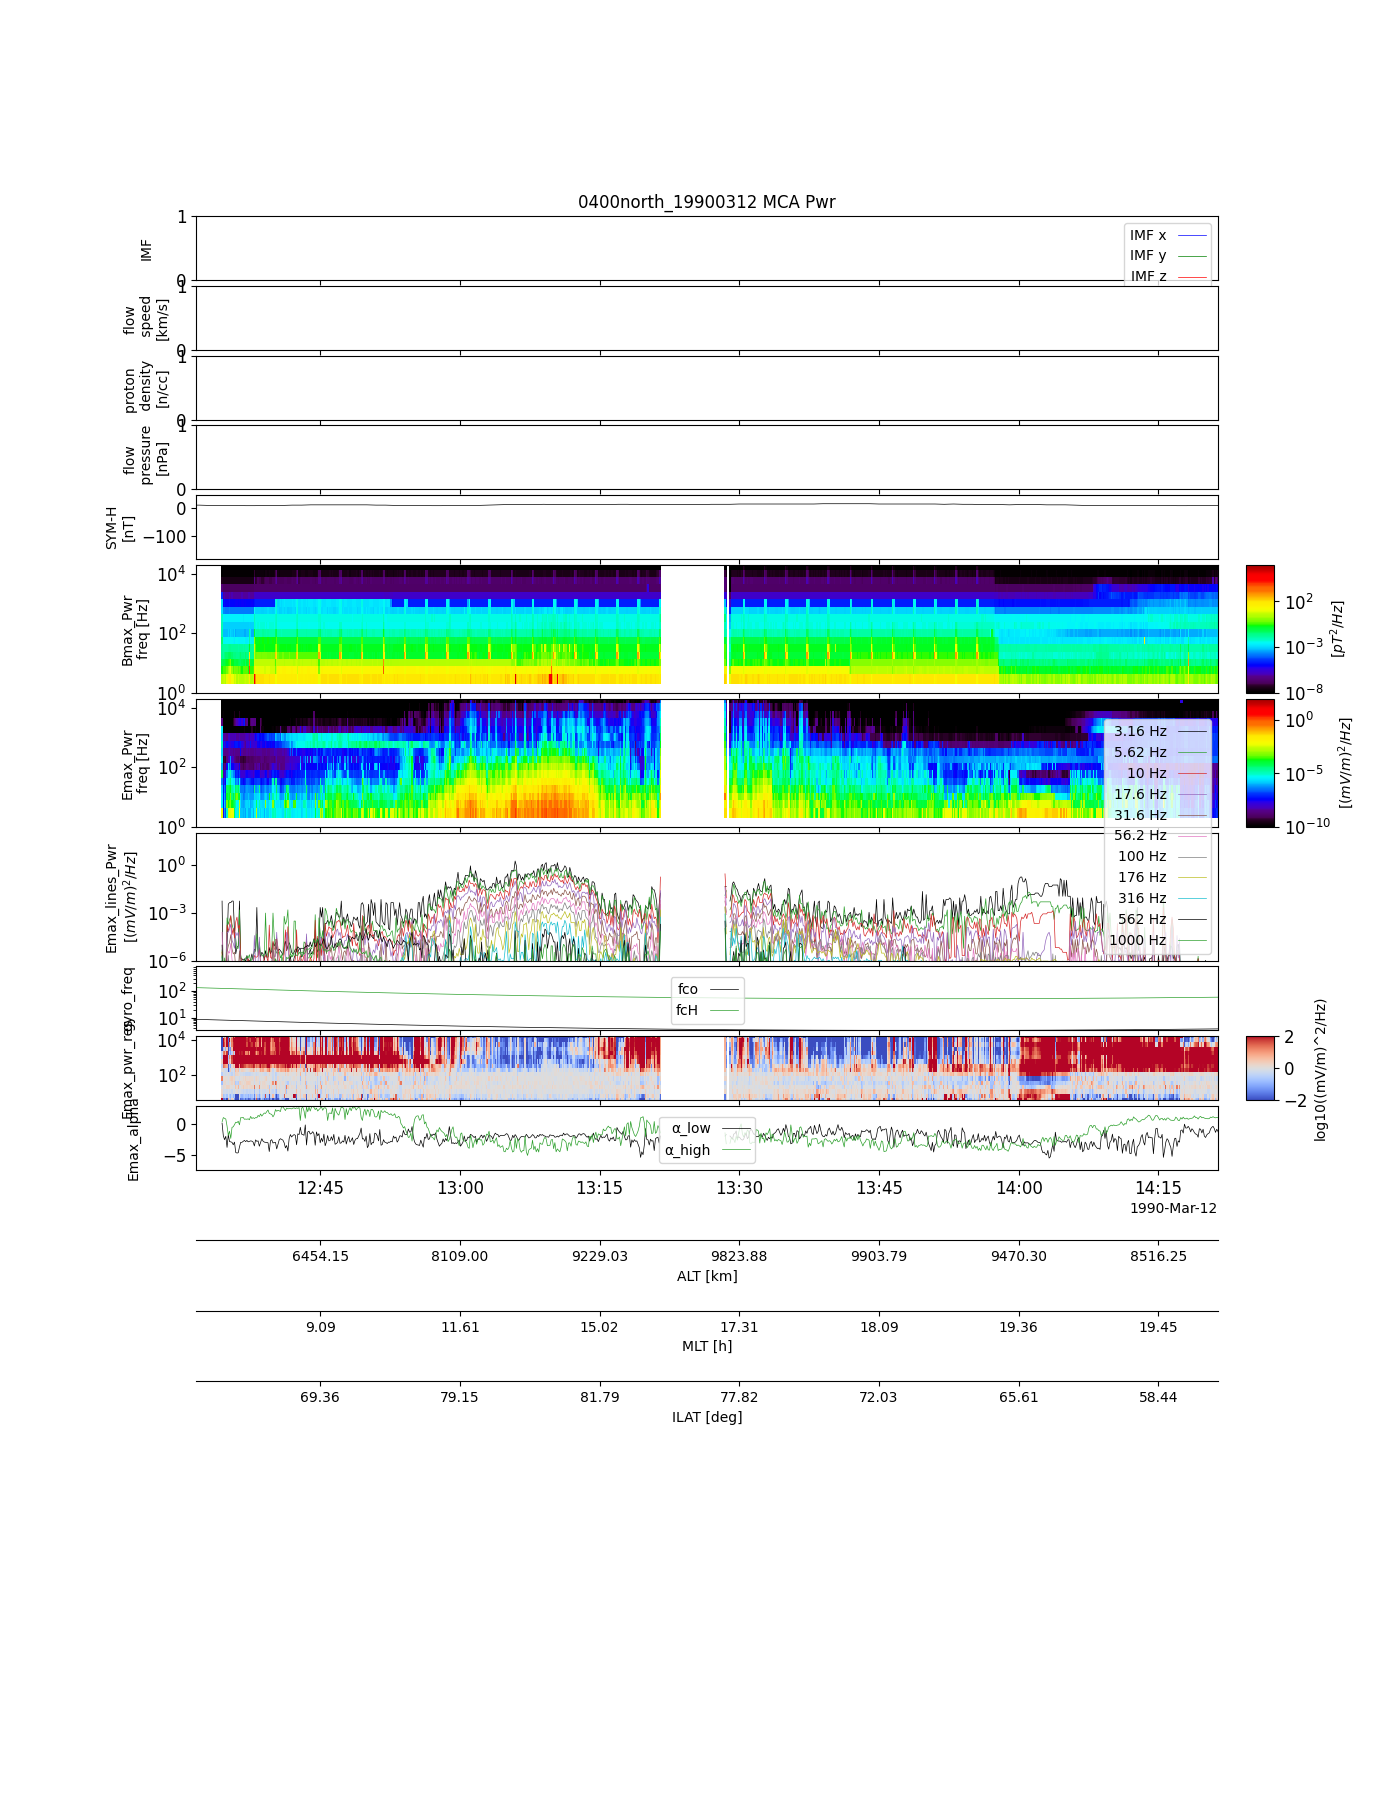 0400north_19900312 MCA Pwr
1
0
IMF
IMF x
IMF y
IMF z
1
0
flow
speed
[km/s]
1
0
proton
density
[n/cc]
1
0
flow
pressure
[nPa]
0
−100
SYM-H
[nT]
10^4
10^2
10^0
Bmax_Pwr
freq [Hz]
10^2
10^−3
10^−8
[pT^2/Hz]
10^4
10^2
10^0
Emax_Pwr
freq [Hz]
10^0
10^−5
10^−10
[(mV/m)^2/Hz]
3.16 Hz
5.62 Hz
10 Hz
17.6 Hz
31.6 Hz
56.2 Hz
100 Hz
176 Hz
316 Hz
562 Hz
1000 Hz
10^0
10^−3
10^−6
Emax_lines_Pwr
[(mV/m)^2/Hz]
10^2
10^1
gyro_freq
fco
fcH
10^4
10^2
Emax_pwr_reg
2
0
−2
log10((mV/m)^2/Hz)
0
−5
Emax_alpha
α_low
α_high
12:45 13:00 13:15 13:30 13:45 14:00 14:15
1990-Mar-12
6454.15 8109.00 9229.03 9823.88 9903.79 9470.30 8516.25
ALT [km]
9.09 11.61 15.02 17.31 18.09 19.36 19.45
MLT [h]
69.36 79.15 81.79 77.82 72.03 65.61 58.44
ILAT [deg]